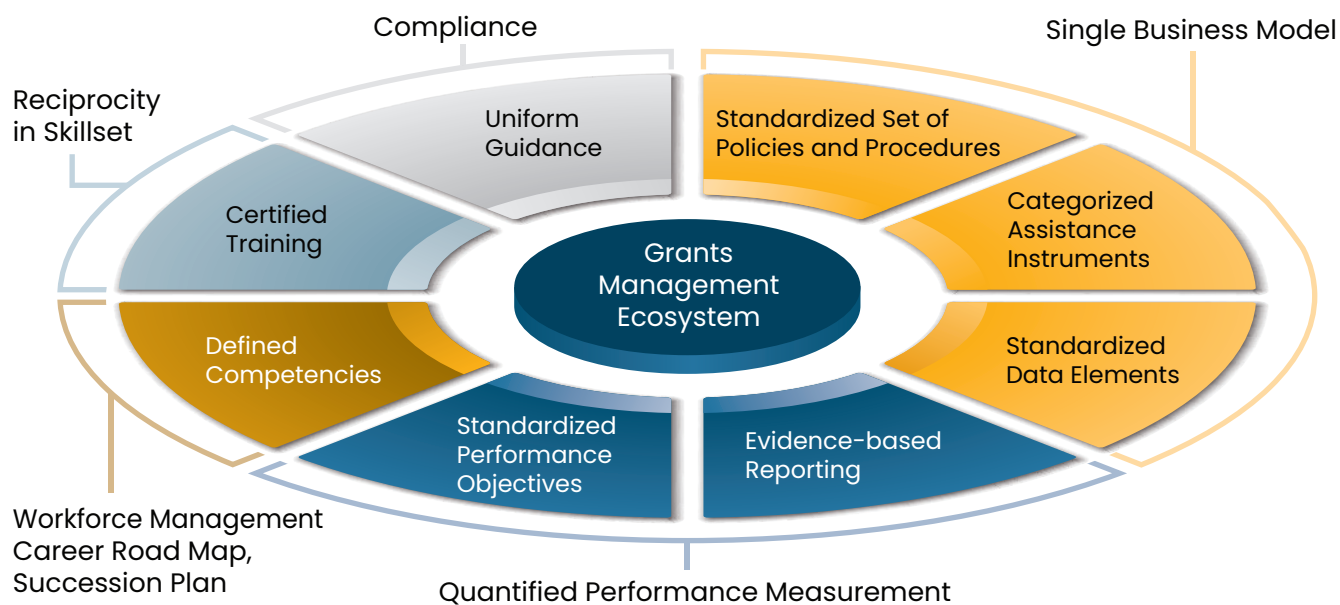 Compliance
Single Business Model
Reciprocity
in Skillset
Uniform
Guidance
Standardized Set of
Policies and Procedures
Certified
Training
Categorized
Assistance
Instruments
Grants
Management
Ecosystem
Defined
Competencies
Standardized
Data Elements
Standardized
Performance
Objectives
Evidence-based
Reporting
Workforce Management
Career Road Map,
Succession Plan
Quantified Performance Measurement